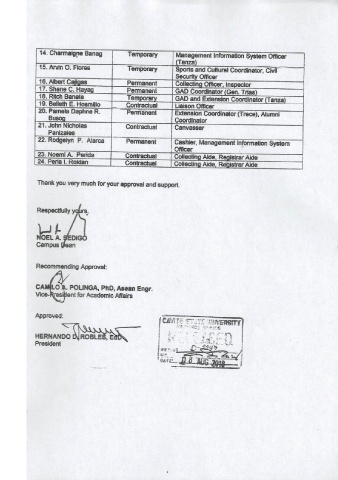 14. Charmaigne Banag Temporary Management Information System Officer
(Tanza)
15. Arvin O. Flores Temporary Sports and Cultural Coordinator, Civil
Security Officer
16. Albert Caligas Permanent Collecting Officer, Inspector
17. Shane C. Hayag Permanent GAD Coordinator (Gen. Trias)
18. Ritch Banate Temporary GAD and Extension Coordinator (Tanza)
19. Belleth E. Hosmillo Contractual Liaison Officer
20. Pamela Daphne R. Permanent Extension Coordinator (Trece), Alumni
Busog Coordinator
21. John Nicholas Contractual Canvasser
Panizales
22. Rodgelyn P. Alarca Permanent Cashier, Management Information System
Officer
23. Noemi A. Perida Contractual Collecting Aide, Registrar Aide
24. Perla I. Roldan Contractual Collecting Aide, Registrar Aide
Thank you very much for your approval and support.
Respectfully yours,
NOEL A. SEDIGO
Campus Dean
Recommending Approval:
CAMILO A. POLINGA, PhD, Asean Engr.
Vice-President for Academic Affairs
Approved:
HERNANDO D. ROBLES, EdD
President
CAVITE STATE UNIVERSITY
DATE: 08 AUG 2018